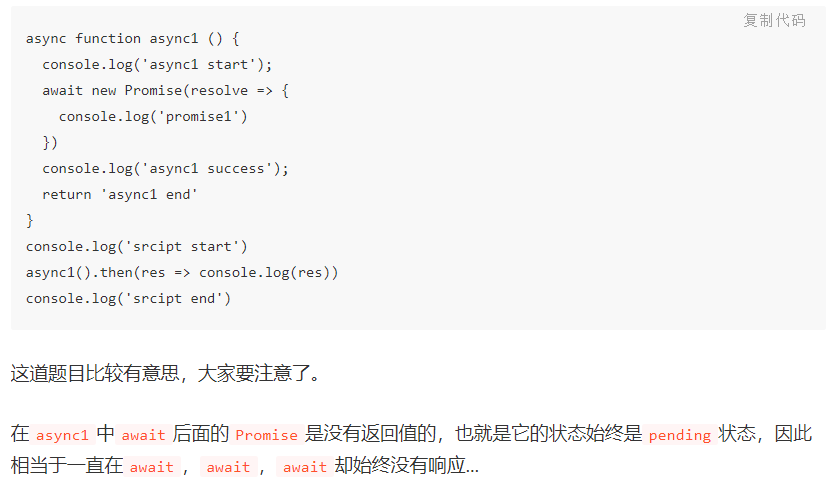 复制代码
async function async1 () {
  console.log('async1 start');
  await new Promise(resolve => {
    console.log('promise1')
  })
  console.log('async1 success');
  return 'async1 end'
}
console.log('srcipt start')
async1().then(res => console.log(res))
console.log('srcipt end')
这道题目比较有意思，大家要注意了。
在 async1 中 await 后面的 Promise 是没有返回值的，也就是它的状态始终是 pending 状态，因此
相当于一直在 await ，await ，await 却始终没有响应...